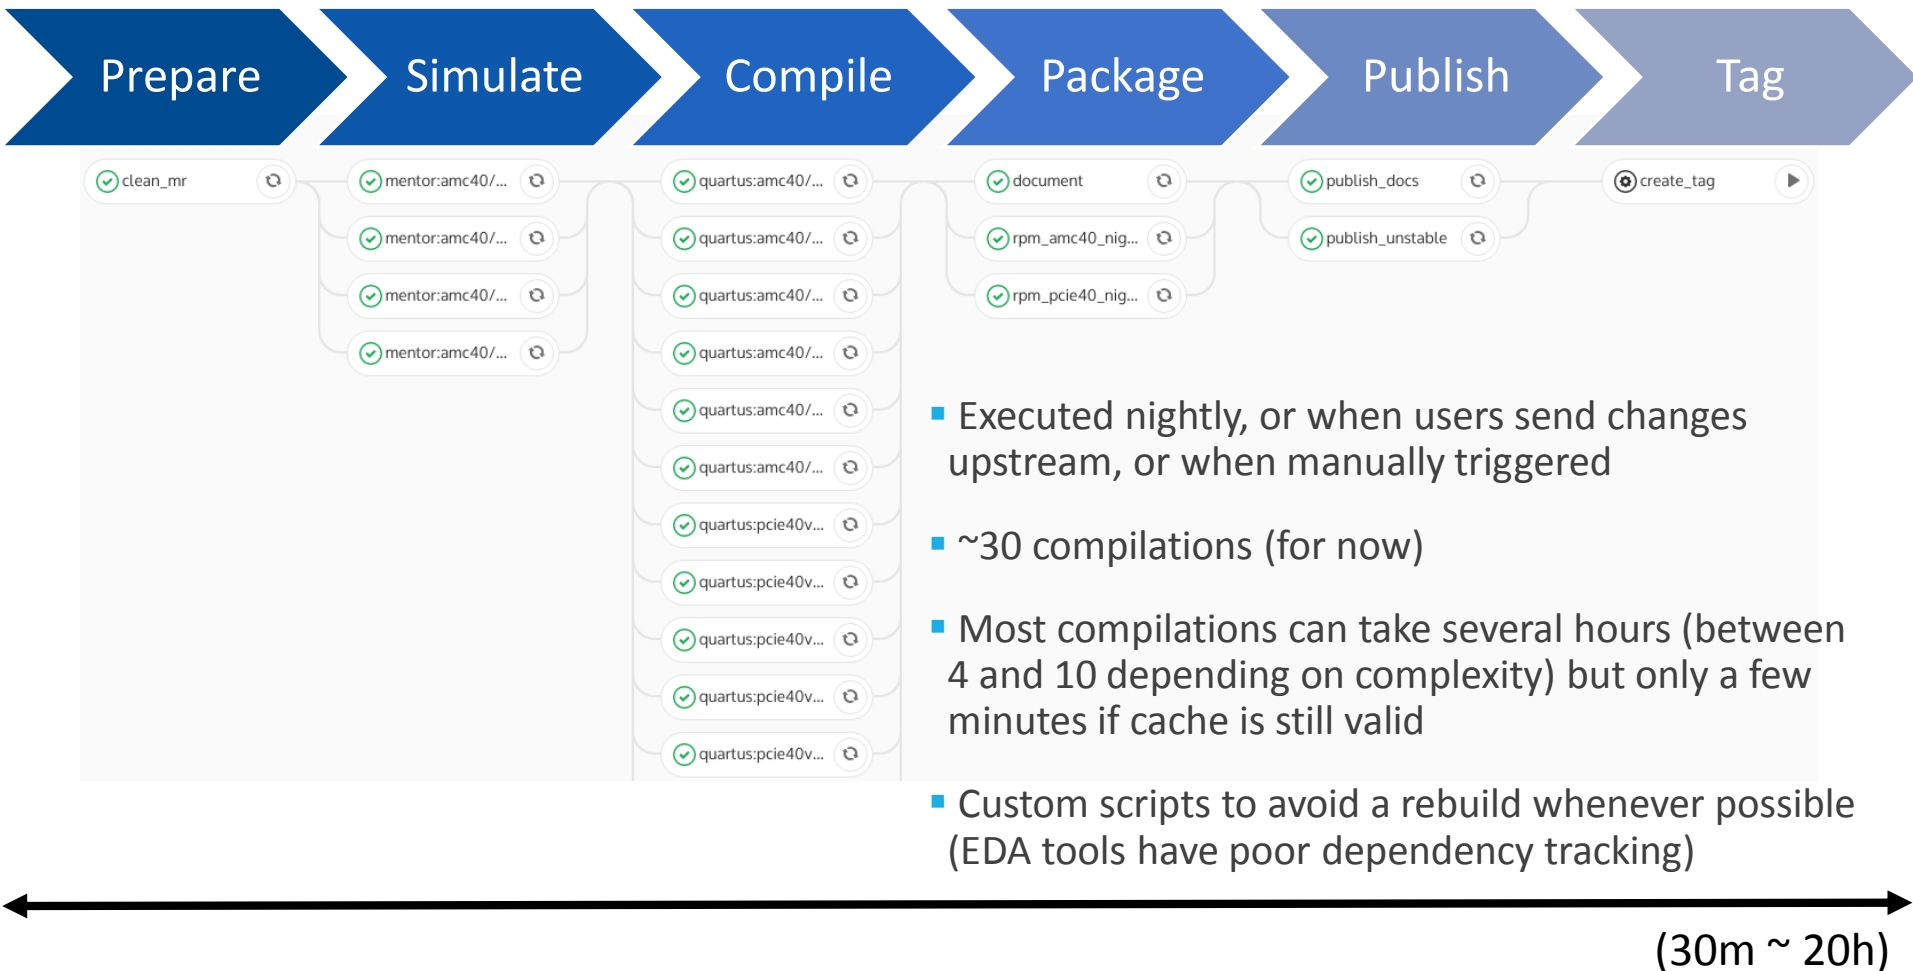 Prepare
Simulate
Compile
Package
Publish
Tag
clean_mr
mentor:amc40/...
mentor:amc40/...
mentor:amc40/...
mentor:amc40/...
quartus:amc40/...
quartus:amc40/...
quartus:amc40/...
quartus:amc40/...
quartus:amc40/...
quartus:amc40/...
quartus:pcie40v...
quartus:pcie40v...
quartus:pcie40v...
quartus:pcie40v...
quartus:pcie40v...
document
rpm_amc40_nig...
rpm_pcie40_nig...
publish_docs
publish_unstable
create_tag
Executed nightly, or when users send changes
upstream, or when manually triggered
~30 compilations (for now)
Most compilations can take several hours (between
4 and 10 depending on complexity) but only a few
minutes if cache is still valid
Custom scripts to avoid a rebuild whenever possible
(EDA tools have poor dependency tracking)
(30m ~ 20h)